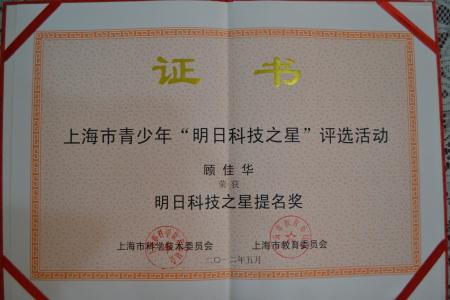 证书
上海市青少年“明日科技之星”评选活动
顾佳华
荣获
明日科技之星提名奖
上海市科学技术委员会 上海市教育委员会
二〇一二年五月